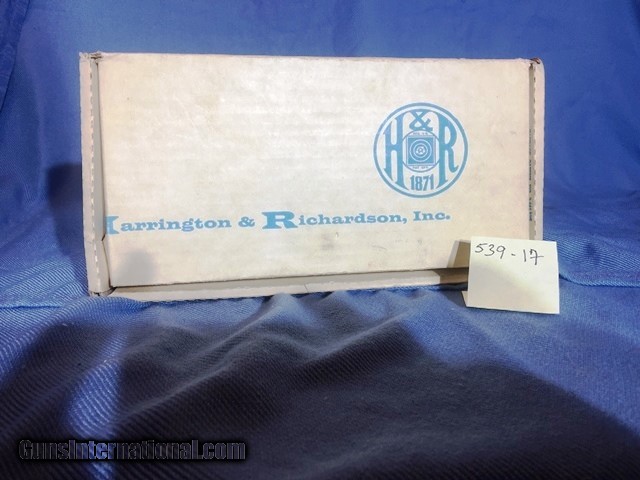 H&R
1871
Harrington & Richardson, Inc.
539-17
GunsInternational.com